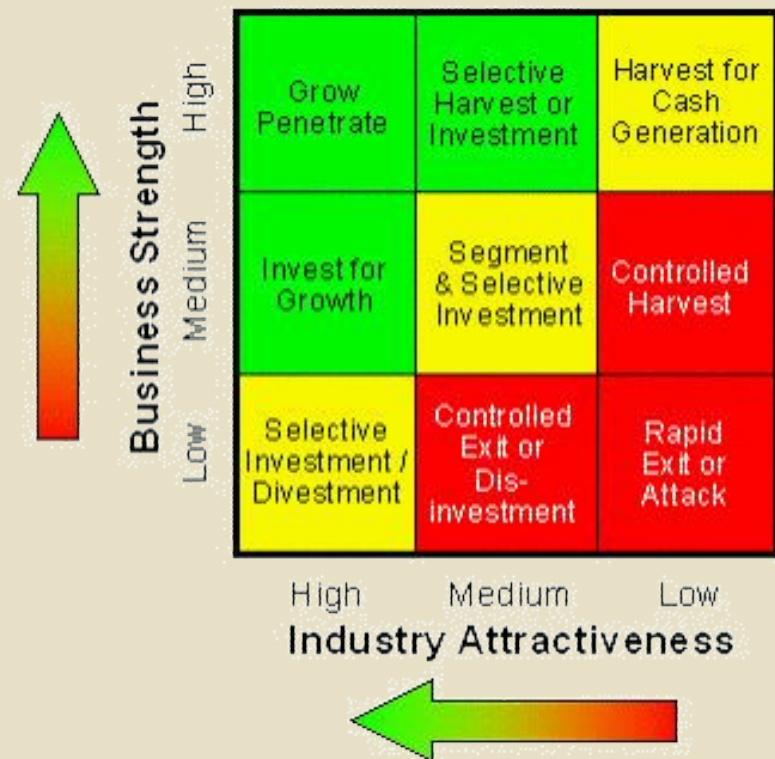 Business Strength
High
Medium
Low
Grow
Penetrate
Selective
Harvest or
Investment
Harvest for
Cash
Generation
Invest for
Growth
Segment
& Selective
Investment
Controlled
Harvest
Selective
Investment /
Divestment
Controlled
Exit or
Dis-
investment
Rapid
Exit or
Attack
High
Medium
Low
Industry Attractiveness